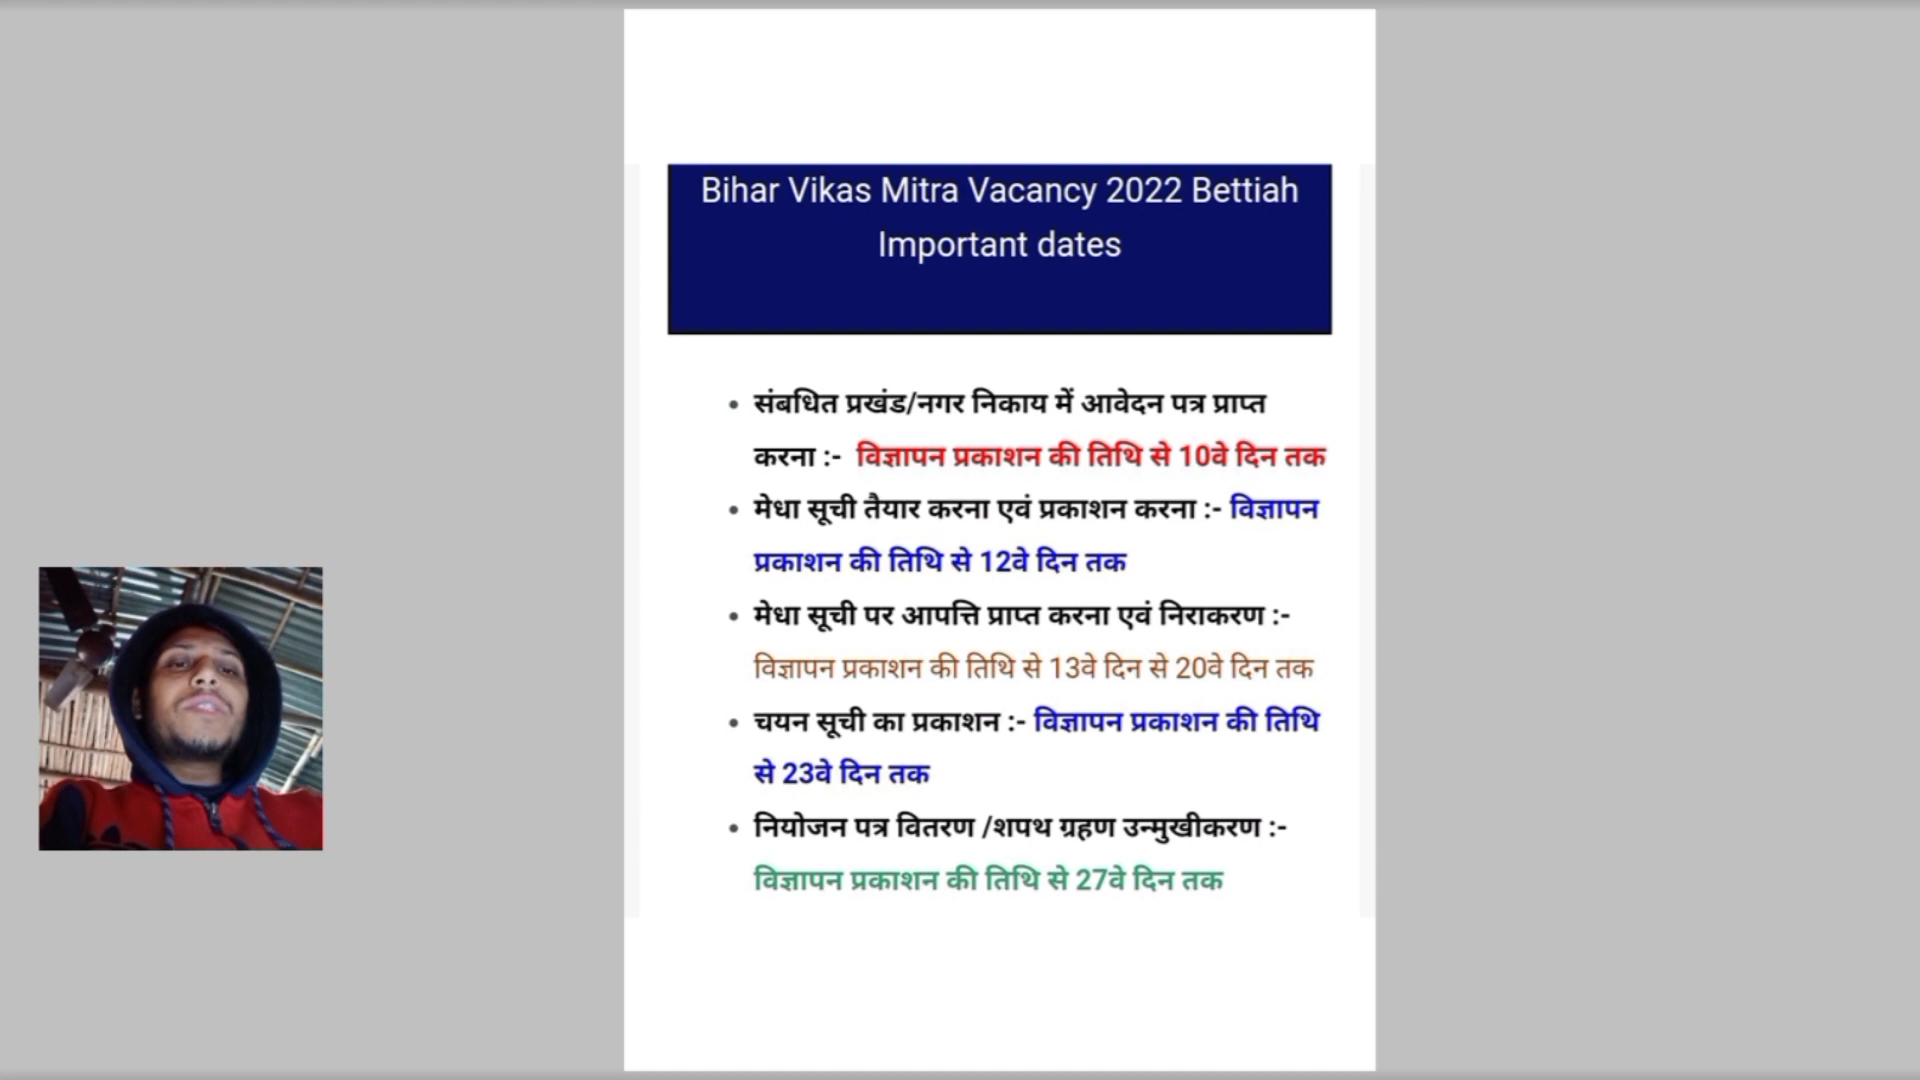 Bihar Vikas Mitra Vacancy 2022 Bettiah
Important dates
• संबधित प्रखंड/नगर निकाय में आवेदन पत्र प्राप्त
करना :- विज्ञापन प्रकाशन की तिथि से 10वे दिन तक
• मेधा सूची तैयार करना एवं प्रकाशन करना :- विज्ञापन
प्रकाशन की तिथि से 12वे दिन तक
• मेधा सूची पर आपत्ति प्राप्त करना एवं निराकरण :-
विज्ञापन प्रकाशन की तिथि से 13वे दिन से 20वे दिन तक
• चयन सूची का प्रकाशन :- विज्ञापन प्रकाशन की तिथि
से 23वे दिन तक
• नियोजन पत्र वितरण /शपथ ग्रहण उन्मुखीकरण :-
विज्ञापन प्रकाशन की तिथि से 27वे दिन तक